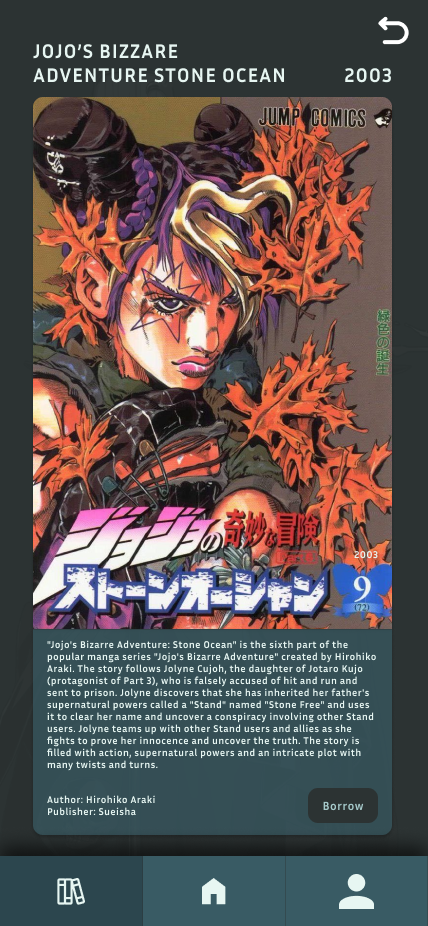 JOJO'S BIZZARE
ADVENTURE STONE OCEAN
2003
JUMP COMICS
ジョジョの
奇妙な冒険
2003
ストーンオーシャン
9
(72)
"Jojo's Bizarre Adventure: Stone Ocean" is the sixth part of the
popular manga series "Jojo's Bizarre Adventure" created by Hirohiko
Araki. The story follows Jolyne Cujoh, the daughter of Jotaro Kujo
(protagonist of Part 3), who is falsely accused of hit and run and
sent to prison. Jolyne discovers that she has inherited her father's
supernatural powers called a "Stand" named "Stone Free" and uses
it to clear her name and uncover a conspiracy involving other Stand
users. Jolyne teams up with other Stand users and allies as she
fights to prove her innocence and uncover the truth. The story is
filled with action, supernatural powers and an intricate plot with
many twists and turns.
Author: Hirohiko Araki
Publisher: Sueisha
Borrow